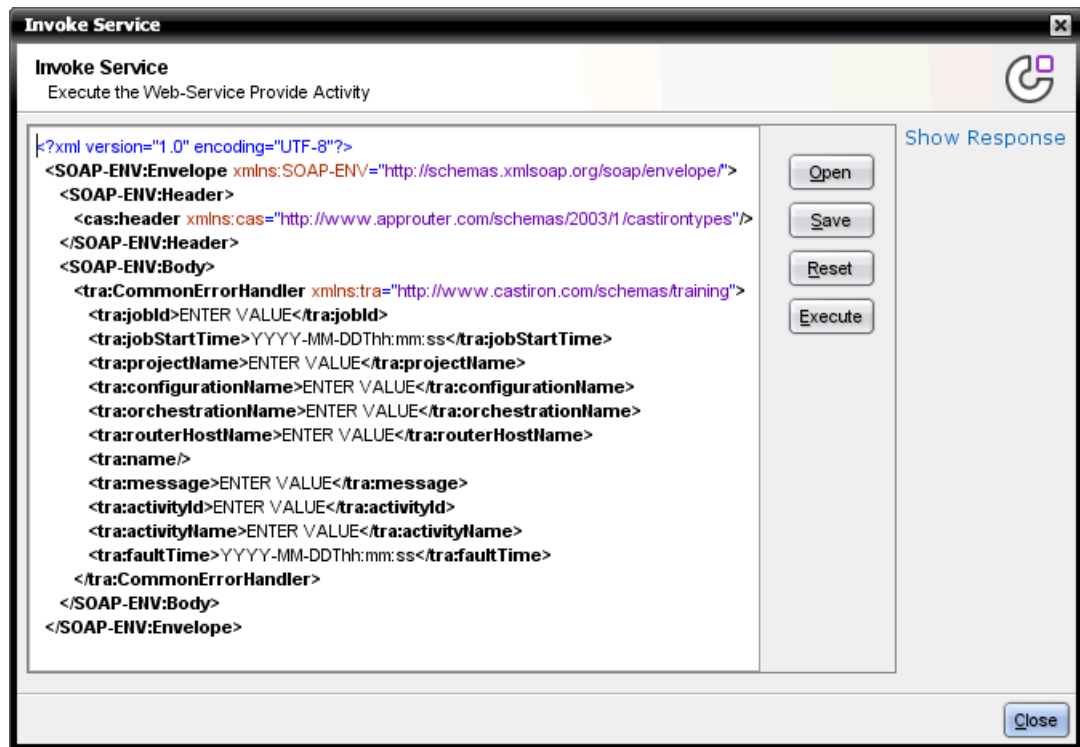 Invoke Service
Invoke Service
Execute the Web-Service Provide Activity
<?xml version="1.0" encoding="UTF-8"?>
<SOAP-ENV:Envelope xmlns:SOAP-ENV="http://schemas.xmlsoap.org/soap/envelope/">
<SOAP-ENV:Header>
<cas:header xmlns:cas="http://www.approuter.com/schemas/2003/1/castirontypes"/>
</SOAP-ENV:Header>
<SOAP-ENV:Body>
<tra:CommonErrorHandler xmlns:tra="http://www.castiron.com/schemas/training">
<tra:jobId>ENTER VALUE</tra:jobId>
<tra:jobStartTime>YYYY-MM-DDThh:mm:ss</tra:jobStartTime>
<tra:projectName>ENTER VALUE</tra:projectName>
<tra:configurationName>ENTER VALUE</tra:configurationName>
<tra:orchestrationName>ENTER VALUE</tra:orchestrationName>
<tra:routerHostName>ENTER VALUE</tra:routerHostName>
<tra:name/>
<tra:message>ENTER VALUE</tra:message>
<tra:activityId>ENTER VALUE</tra:activityId>
<tra:activityName>ENTER VALUE</tra:activityName>
<tra:faultTime>YYYY-MM-DDThh:mm:ss</tra:faultTime>
</tra:CommonErrorHandler>
</SOAP-ENV:Body>
</SOAP-ENV:Envelope>
Open
Save
Reset
Execute
Show Response
Close